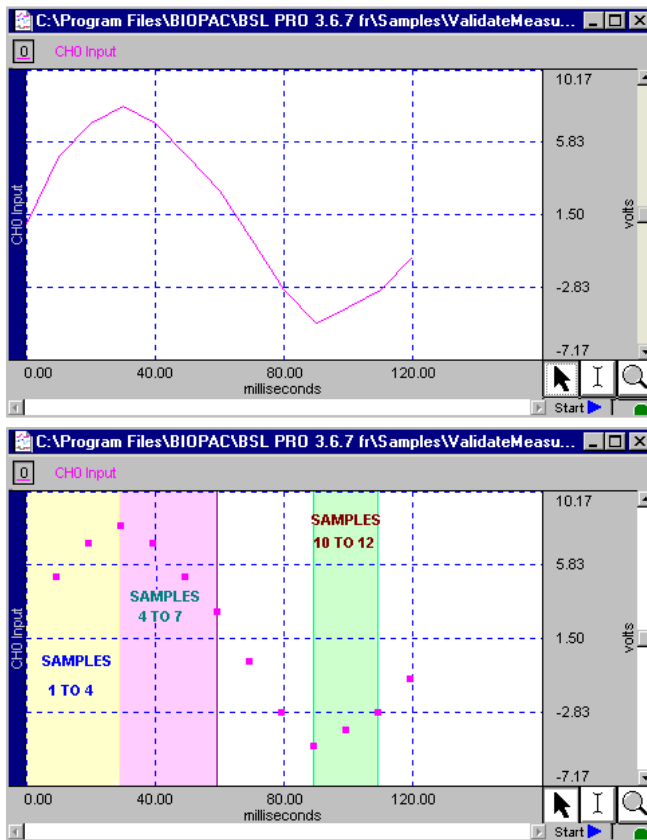 C:\Program Files\BIOPAC\BSL PRO 3.6.7 fr\Samples\ValidateMeasu...
0 CH0 Input
CH0 Input
10.17
5.83
1.50
-2.83
-7.17
volts
0.00 40.00 80.00 120.00
milliseconds
Start
C:\Program Files\BIOPAC\BSL PRO 3.6.7 fr\Samples\ValidateMeasu...
0 CH0 Input
CH0 Input
SAMPLES
1 TO 4
SAMPLES
4 TO 7
SAMPLES
10 TO 12
10.17
5.83
1.50
-2.83
-7.17
volts
0.00 40.00 80.00 120.00
milliseconds
Start